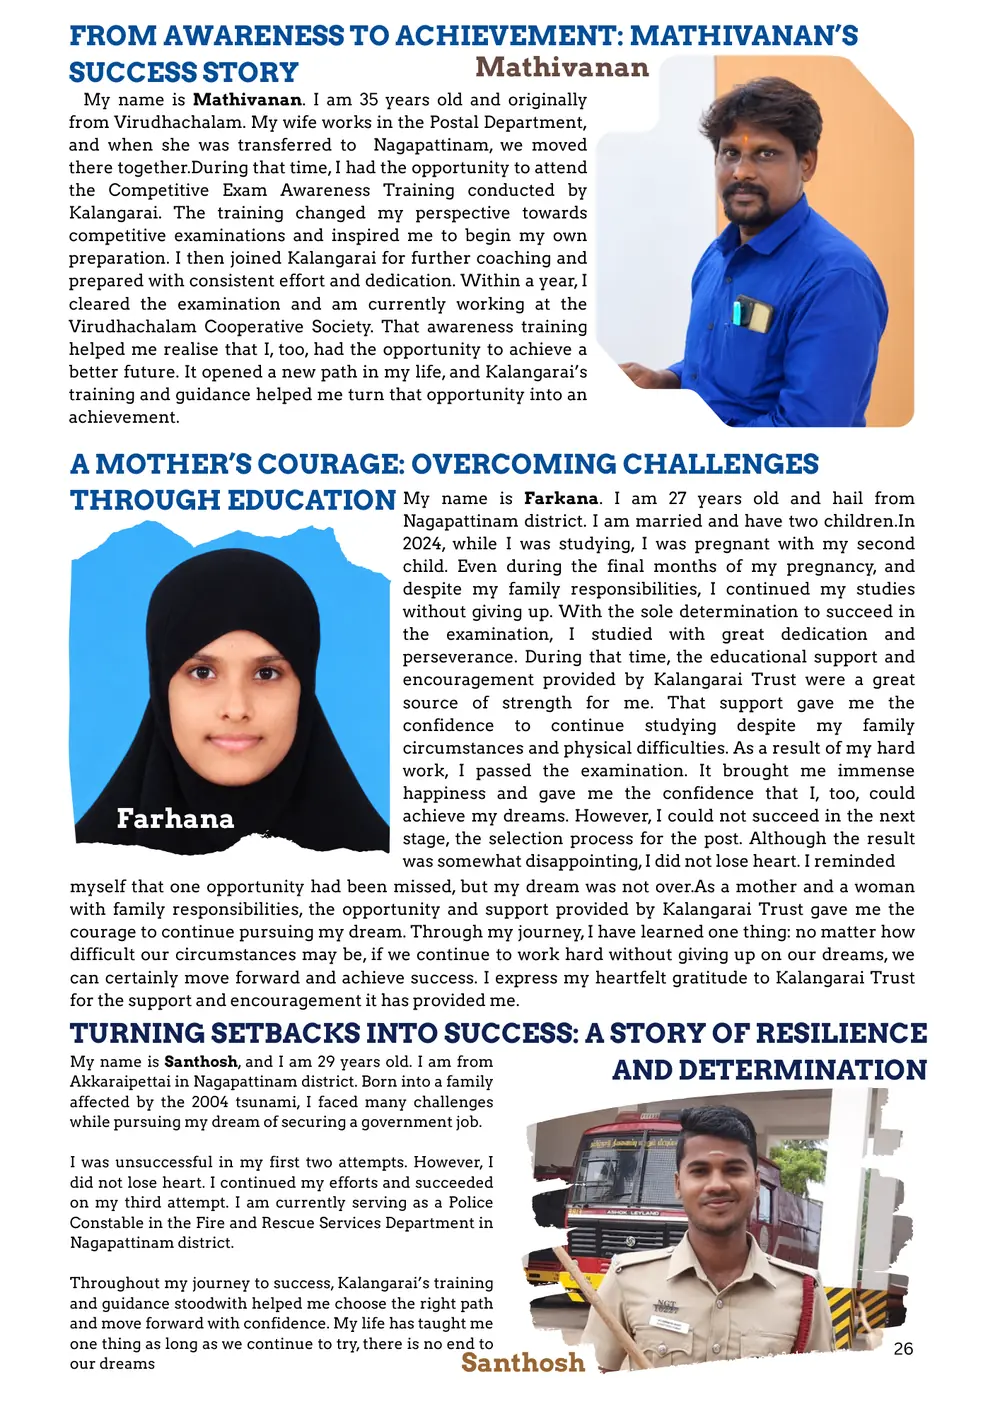 FROM AWARENESS TO ACHIEVEMENT: MATHIVANAN'S
SUCCESS STORY
Mathivanan
My name is Mathivanan. I am 35 years old and originally
from Virudhachalam. My wife works in the Postal Department,
and when she was transferred to Nagapattinam, we moved
there together.During that time, I had the opportunity to attend
the Competitive Exam Awareness Training conducted by
Kalangarai. The training changed my perspective towards
competitive examinations and inspired me to begin my own
preparation. I then joined Kalangarai for further coaching and
prepared with consistent effort and dedication. Within a year, I
cleared the examination and am currently working at the
Virudhachalam Cooperative Society. That awareness training
helped me realise that I, too, had the opportunity to achieve a
better future. It opened a new path in my life, and Kalangarai's
training and guidance helped me turn that opportunity into an
achievement.
A MOTHER'S COURAGE: OVERCOMING CHALLENGES
THROUGH EDUCATION
My name is Farkana. I am 27 years old and hail from
Nagapattinam district. I am married and have two children.In
2024, while I was studying, I was pregnant with my second
child. Even during the final months of my pregnancy, and
despite my family responsibilities, I continued my studies
without giving up. With the sole determination to succeed in
the examination, I studied with great dedication and
perseverance. During that time, the educational support and
encouragement provided by Kalangarai Trust were a great
source of strength for me. That support gave me the
confidence to continue studying despite my family
circumstances and physical difficulties. As a result of my hard
work, I passed the examination. It brought me immense
happiness and gave me the confidence that I, too, could
achieve my dreams. However, I could not succeed in the next
stage, the selection process for the post. Although the result
was somewhat disappointing, I did not lose heart. I reminded
Farhana
myself that one opportunity had been missed, but my dream was not over.As a mother and a woman
with family responsibilities, the opportunity and support provided by Kalangarai Trust gave me the
courage to continue pursuing my dream. Through my journey, I have learned one thing: no matter how
difficult our circumstances may be, if we continue to work hard without giving up on our dreams, we
can certainly move forward and achieve success. I express my heartfelt gratitude to Kalangarai Trust
for the support and encouragement it has provided me.
TURNING SETBACKS INTO SUCCESS: A STORY OF RESILIENCE
AND DETERMINATION
My name is Santhosh, and I am 29 years old. I am from
Akkaraipettai in Nagapattinam district. Born into a family
affected by the 2004 tsunami, I faced many challenges
while pursuing my dream of securing a government job.
I was unsuccessful in my first two attempts. However, I
did not lose heart. I continued my efforts and succeeded
on my third attempt. I am currently serving as a Police
Constable in the Fire and Rescue Services Department in
Nagapattinam district.
Throughout my journey to success, Kalangarai's training
and guidance stoodwith helped me choose the right path
and move forward with confidence. My life has taught me
one thing as long as we continue to try, there is no end to
our dreams
ASHOK LEYLAND
NGT
Santhosh
26